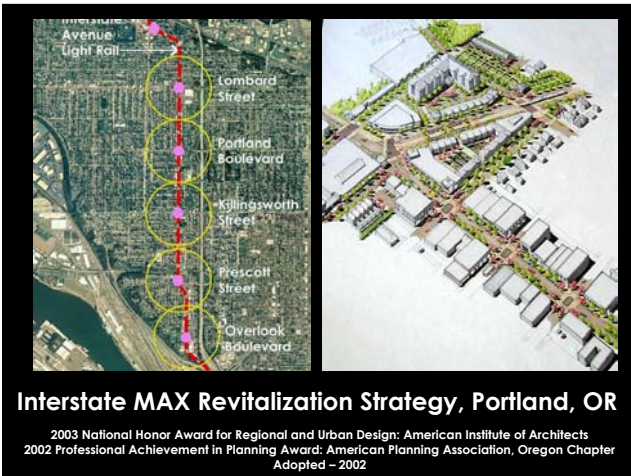 Interstate
Avenue
Light Rail
Lombard
Street
Portland
Boulevard
Killingsworth
Street
Prescott
Street
Overlook
Boulevard
Interstate MAX Revitalization Strategy, Portland, OR
2003 National Honor Award for Regional and Urban Design: American Institute of Architects
2002 Professional Achievement in Planning Award: American Planning Association, Oregon Chapter
Adopted – 2002